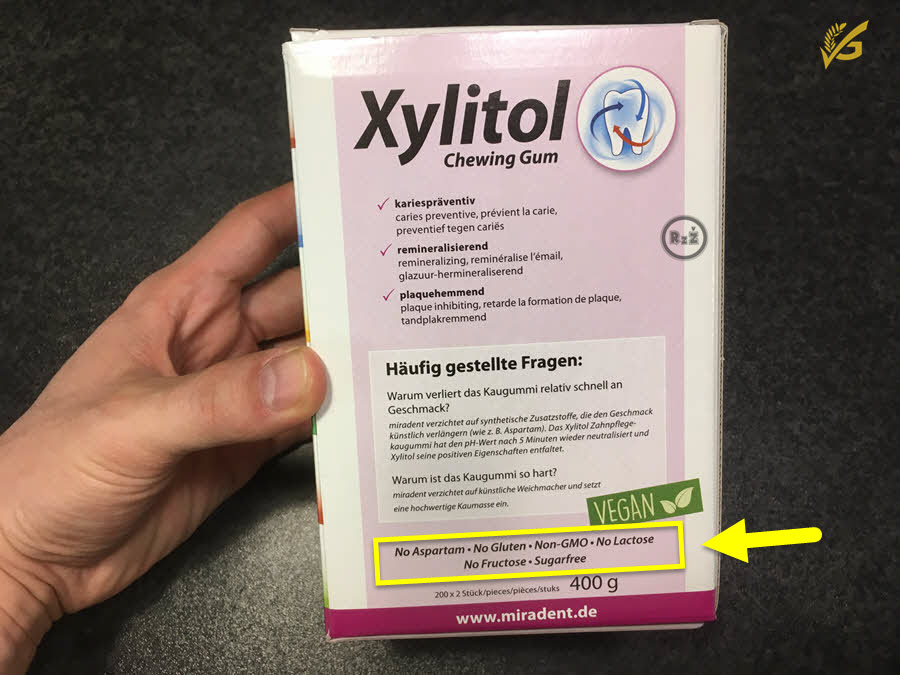 VG
Xylitol
Chewing Gum
RzŽ
kariespräventiv
caries preventive, prévient la carie,
preventief tegen cariës
remineralisierend
remineralizing, reminéralise l'émail,
glazuur-hermineraliserend
plaquehemmend
plaque inhibiting, retarde la formation de plaque,
tandplakremmend
Häufig gestellte Fragen:
Warum verliert das Kaugummi relativ schnell an
Geschmack?
miradent verzichtet auf synthetische Zusatzstoffe, die den Geschmack
künstlich verlängern (wie z. B. Aspartam). Das Xylitol Zahnpflege-
kaugummi hat den pH-Wert nach 5 Minuten wieder neutralisiert und
Xylitol seine positiven Eigenschaften entfaltet.
Warum ist das Kaugummi so hart?
miradent verzichtet auf künstliche Weichmacher und setzt
eine hochwertige Kaumasse ein.
VEGAN
No Aspartam • No Gluten • Non-GMO • No Lactose
No Fructose • Sugarfree
200 x 2 Stück/pieces/pièces/stuks 400 g
www.miradent.de